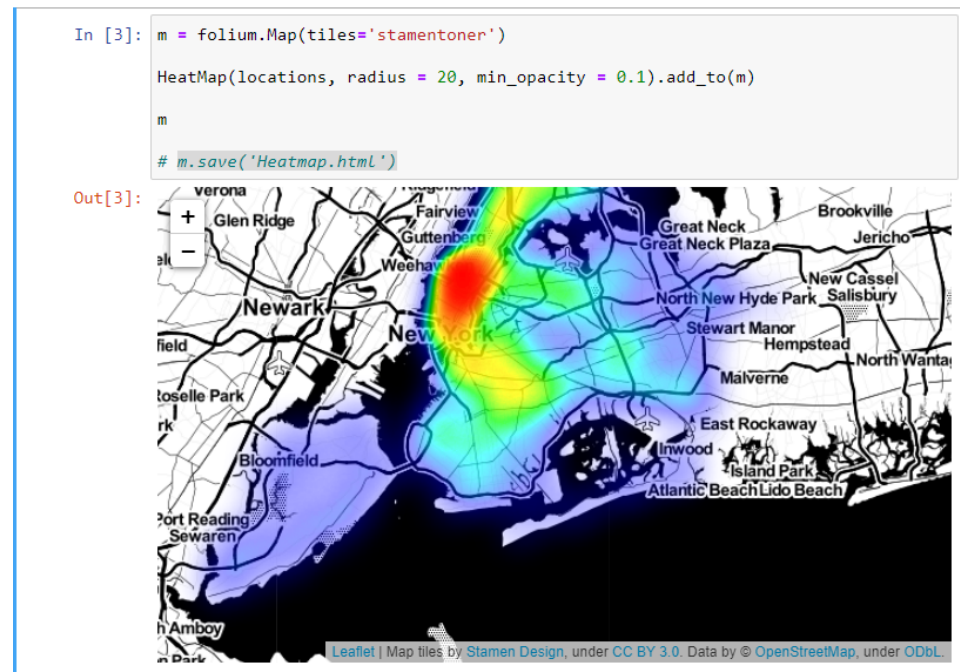 In [3]: m = folium.Map(tiles='stamentoner')
HeatMap(locations, radius = 20, min_opacity = 0.1).add_to(m)
m
# m.save('Heatmap.html')
Out[3]:
+
−
Verona
Glen Ridge
Fairview
Guttenberg
Great Neck
Great Neck Plaza
Brookville
Jericho
Newark
New York
North New Hyde Park
New Cassel
Salisbury
Stewart Manor
Hempstead
field
North Wanta
Malverne
Roselle Park
rk
East Rockaway
Inwood
Bloomfield
Island Park
Atlantic Beach Lido Beach
Port Reading
Sewaren
h Amboy
n Park
Leaflet | Map tiles by Stamen Design, under CC BY 3.0. Data by © OpenStreetMap, under ODbL.